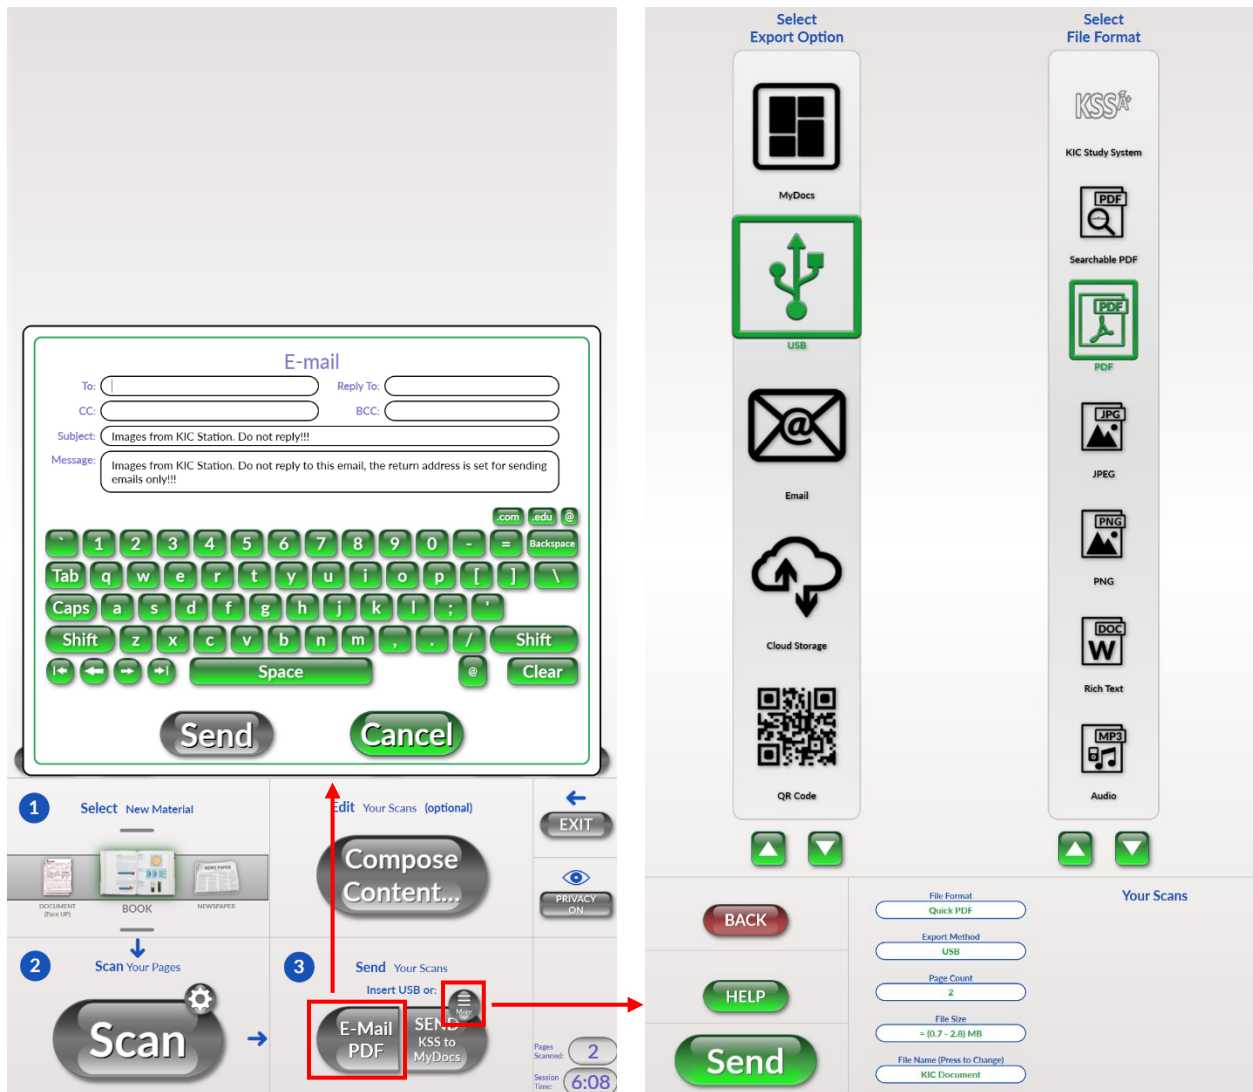 E-mail
To:
Reply To:
CC:
BCC:
Subject: Images from KIC Station. Do not reply!!!
Message: Images from KIC Station. Do not reply to this email, the return address is set for sending
emails only!!!
.com .edu @
` 1 2 3 4 5 6 7 8 9 0 - = Backspace
Tab q w e r t y u i o p [ ] \
Caps a s d f g h j k l ; '
Shift z x c v b n m , . / Shift
Space @ Clear
Send Cancel
1 Select New Material
DOCUMENT
(Face UP)
BOOK
NEWS PAPER
NEWSPAPER
Edit Your Scans (optional)
Compose
Content...
EXIT
PRIVACY
ON
2 Scan Your Pages
Scan
3 Send Your Scans
Insert USB or:
More
E-Mail
PDF
SEND
KSS to
MyDocs
Pages
Scanned: 2
Session
Time: 6:08
Select
Export Option
MyDocs
USB
@
Email
Cloud Storage
QR Code
Select
File Format
KSS A+
KIC Study System
PDF
Searchable PDF
PDF
PDF
JPG
JPEG
PNG
PNG
DOC
W
Rich Text
MP3
Audio
BACK
HELP
Send
File Format
Quick PDF
Export Method
USB
Page Count
2
File Size
≈ (0.7 - 2.8) MB
File Name (Press to Change)
KIC Document
Your Scans